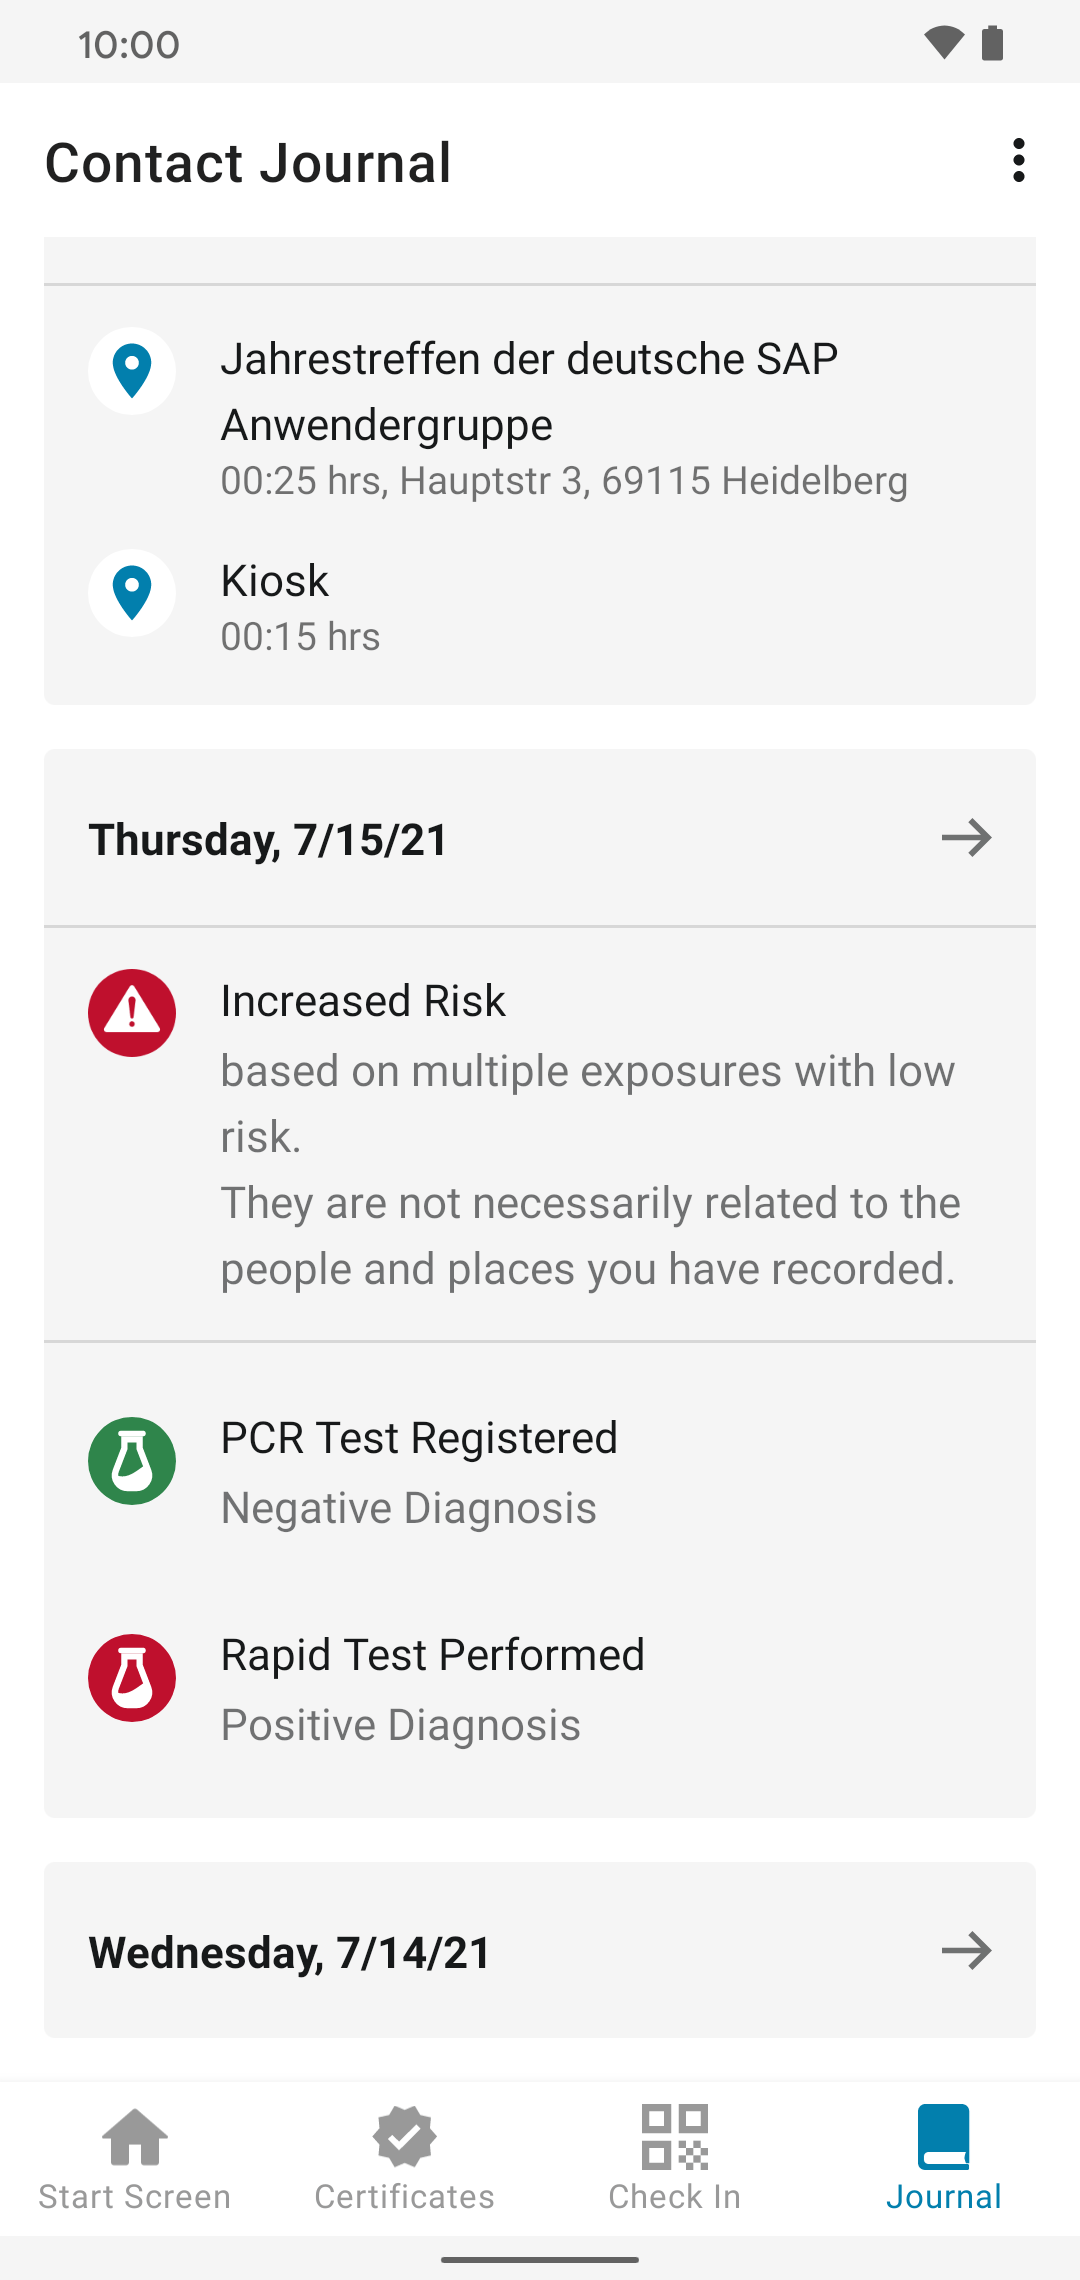 10:00
Contact Journal
Jahrestreffen der deutsche SAP
Anwendergruppe
00:25 hrs, Hauptstr 3, 69115 Heidelberg
Kiosk
00:15 hrs
Thursday, 7/15/21
Increased Risk
based on multiple exposures with low
risk.
They are not necessarily related to the
people and places you have recorded.
PCR Test Registered
Negative Diagnosis
Rapid Test Performed
Positive Diagnosis
Wednesday, 7/14/21
Start Screen
Certificates
Check In
Journal